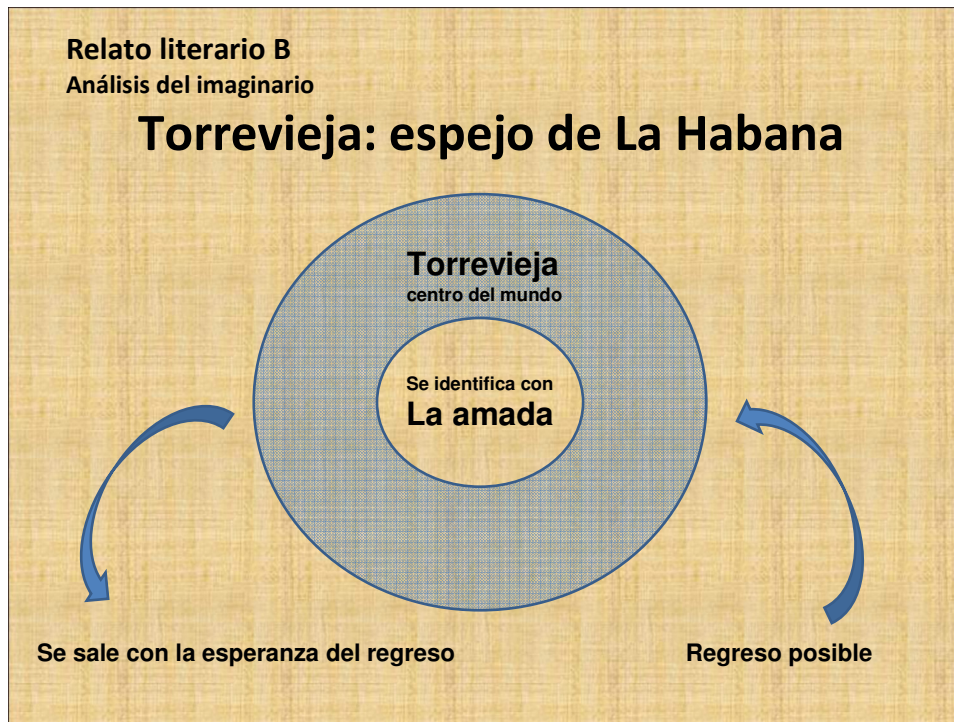 Relato literario B
Análisis del imaginario
Torrevieja: espejo de La Habana
Torrevieja
centro del mundo
Se identifica con
La amada
Se sale con la esperanza del regreso
Regreso posible